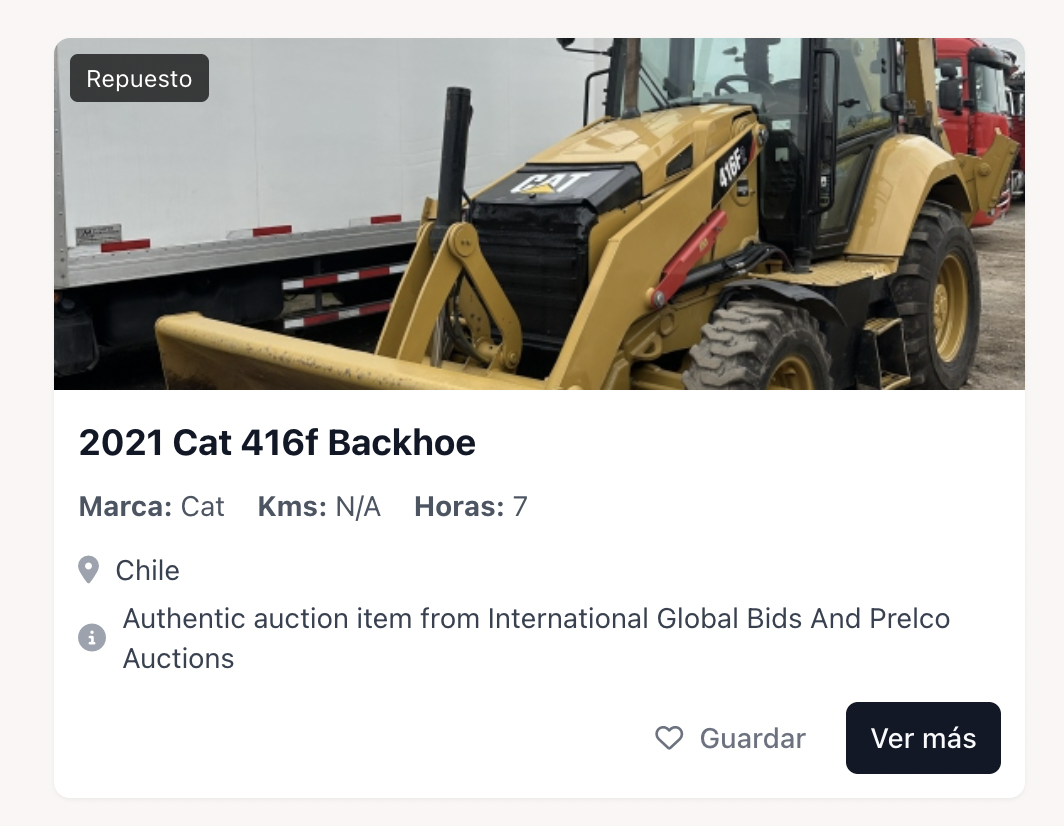 Repuesto
CAT
416F
2021 Cat 416f Backhoe
Marca: Cat Kms: N/A Horas: 7
Chile
Authentic auction item from International Global Bids And Prelco
Auctions
Guardar
Ver más